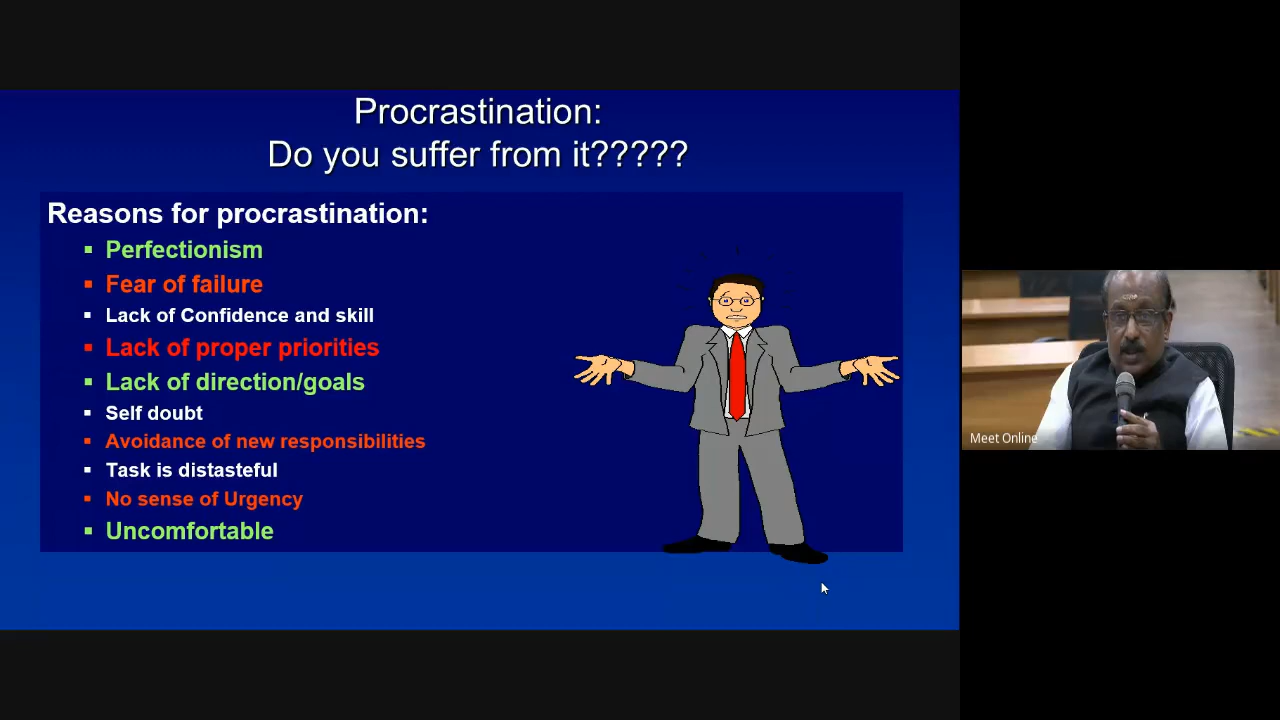 Procrastination:
Do you suffer from it?????
Reasons for procrastination:
Perfectionism
Fear of failure
Lack of Confidence and skill
Lack of proper priorities
Lack of direction/goals
Self doubt
Avoidance of new responsibilities
Task is distasteful
No sense of Urgency
Uncomfortable
Meet Online